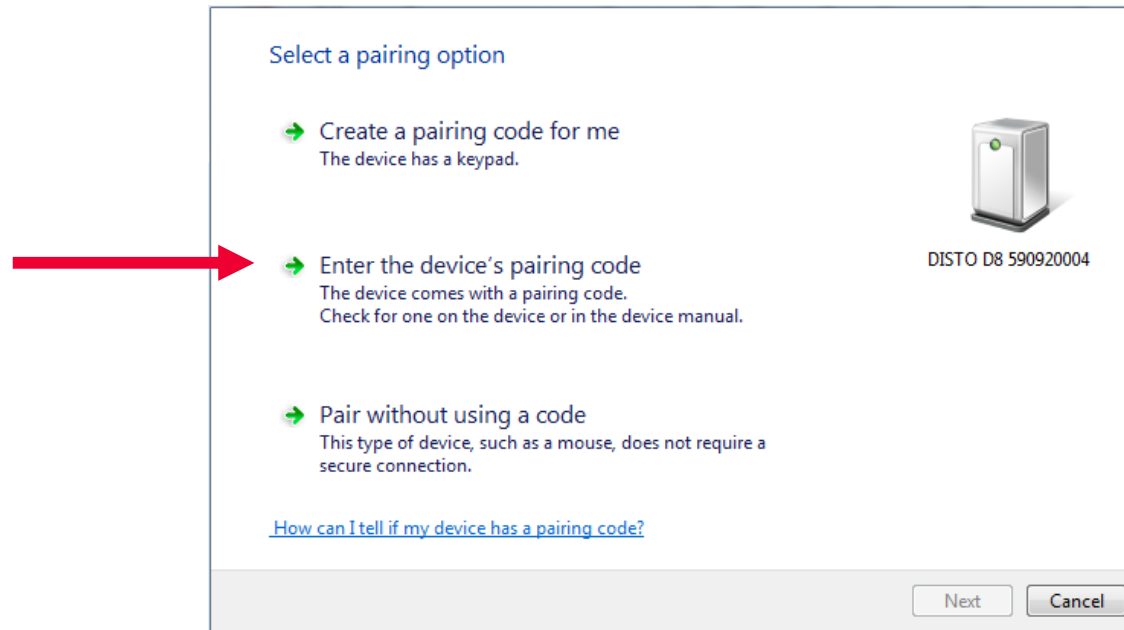 Select a pairing option
Create a pairing code for me
The device has a keypad.
DISTO D8 590920004
Enter the device's pairing code
The device comes with a pairing code.
Check for one on the device or in the device manual.
Pair without using a code
This type of device, such as a mouse, does not require a
secure connection.
How can I tell if my device has a pairing code?
Next
Cancel